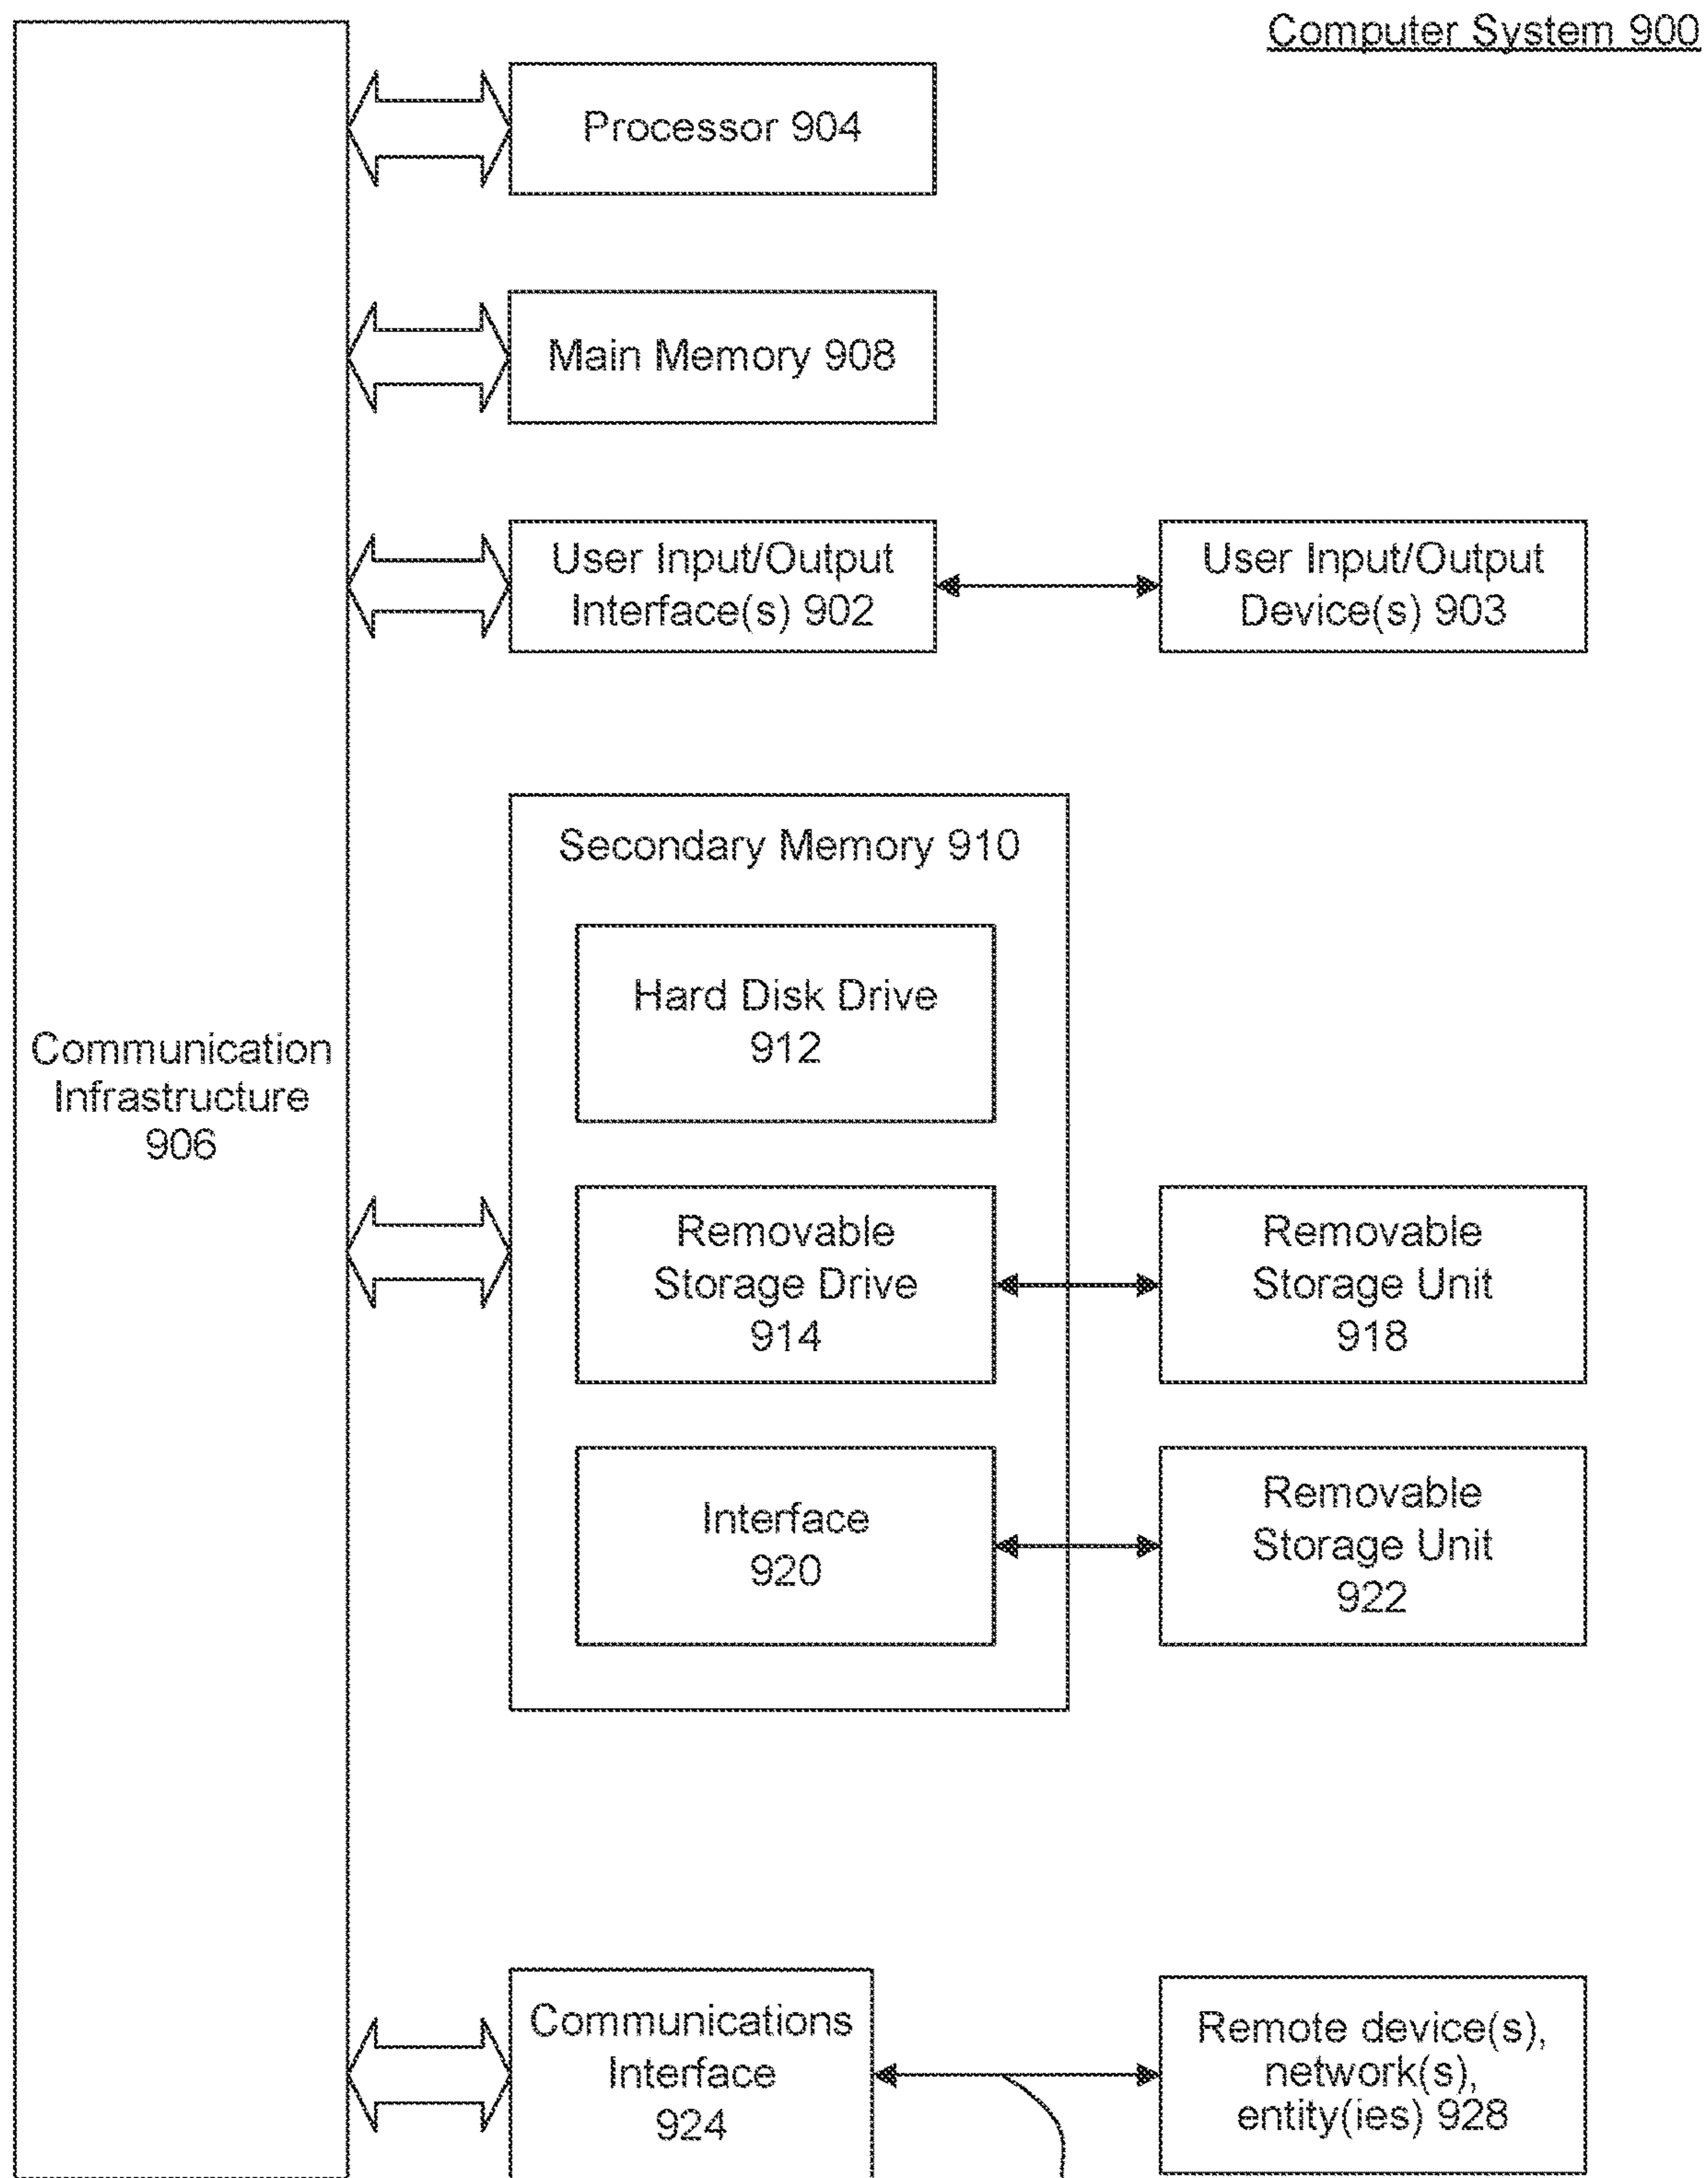 Computer System 900
Processor 904
Main Memory 908
User Input/Output
Interface(s) 902
User Input/Output
Device(s) 903
Secondary Memory 910
Hard Disk Drive
912
Communication
Infrastructure
906
Removable
Storage Drive
914
Removable
Storage Unit
918
Interface
920
Removable
Storage Unit
922
Communications
Interface
924
Remote device(s),
network(s),
entity(ies) 928